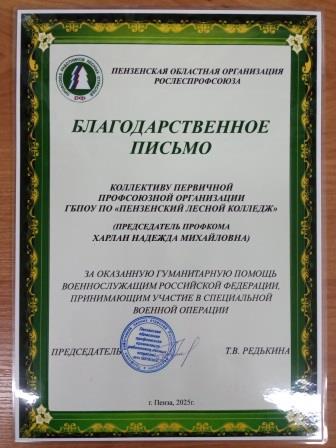 ПЕНЗЕНСКАЯ ОБЛАСТНАЯ ОРГАНИЗАЦИЯ
РОСЛЕСПРОФСОЮЗА
БЛАГОДАРСТВЕННОЕ
ПИСЬМО
КОЛЛЕКТИВУ ПЕРВИЧНОЙ
ПРОФСОЮЗНОЙ ОРГАНИЗАЦИИ
ГБПОУ ПО «ПЕНЗЕНСКИЙ ЛЕСНОЙ КОЛЛЕДЖ»
(ПРЕДСЕДАТЕЛЬ ПРОФКОМА
ХАРЛАН НАДЕЖДА МИХАЙЛОВНА)
ЗА ОКАЗАННУЮ ГУМАНИТАРНУЮ ПОМОЩЬ
ВОЕННОСЛУЖАЩИМ РОССИЙСКОЙ ФЕДЕРАЦИИ,
ПРИНИМАЮЩИМ УЧАСТИЕ В СПЕЦИАЛЬНОЙ
ВОЕННОЙ ОПЕРАЦИИ
ПРЕДСЕДАТЕЛЬ Т.В. РЕДЬКИНА
г. Пенза, 2025г.